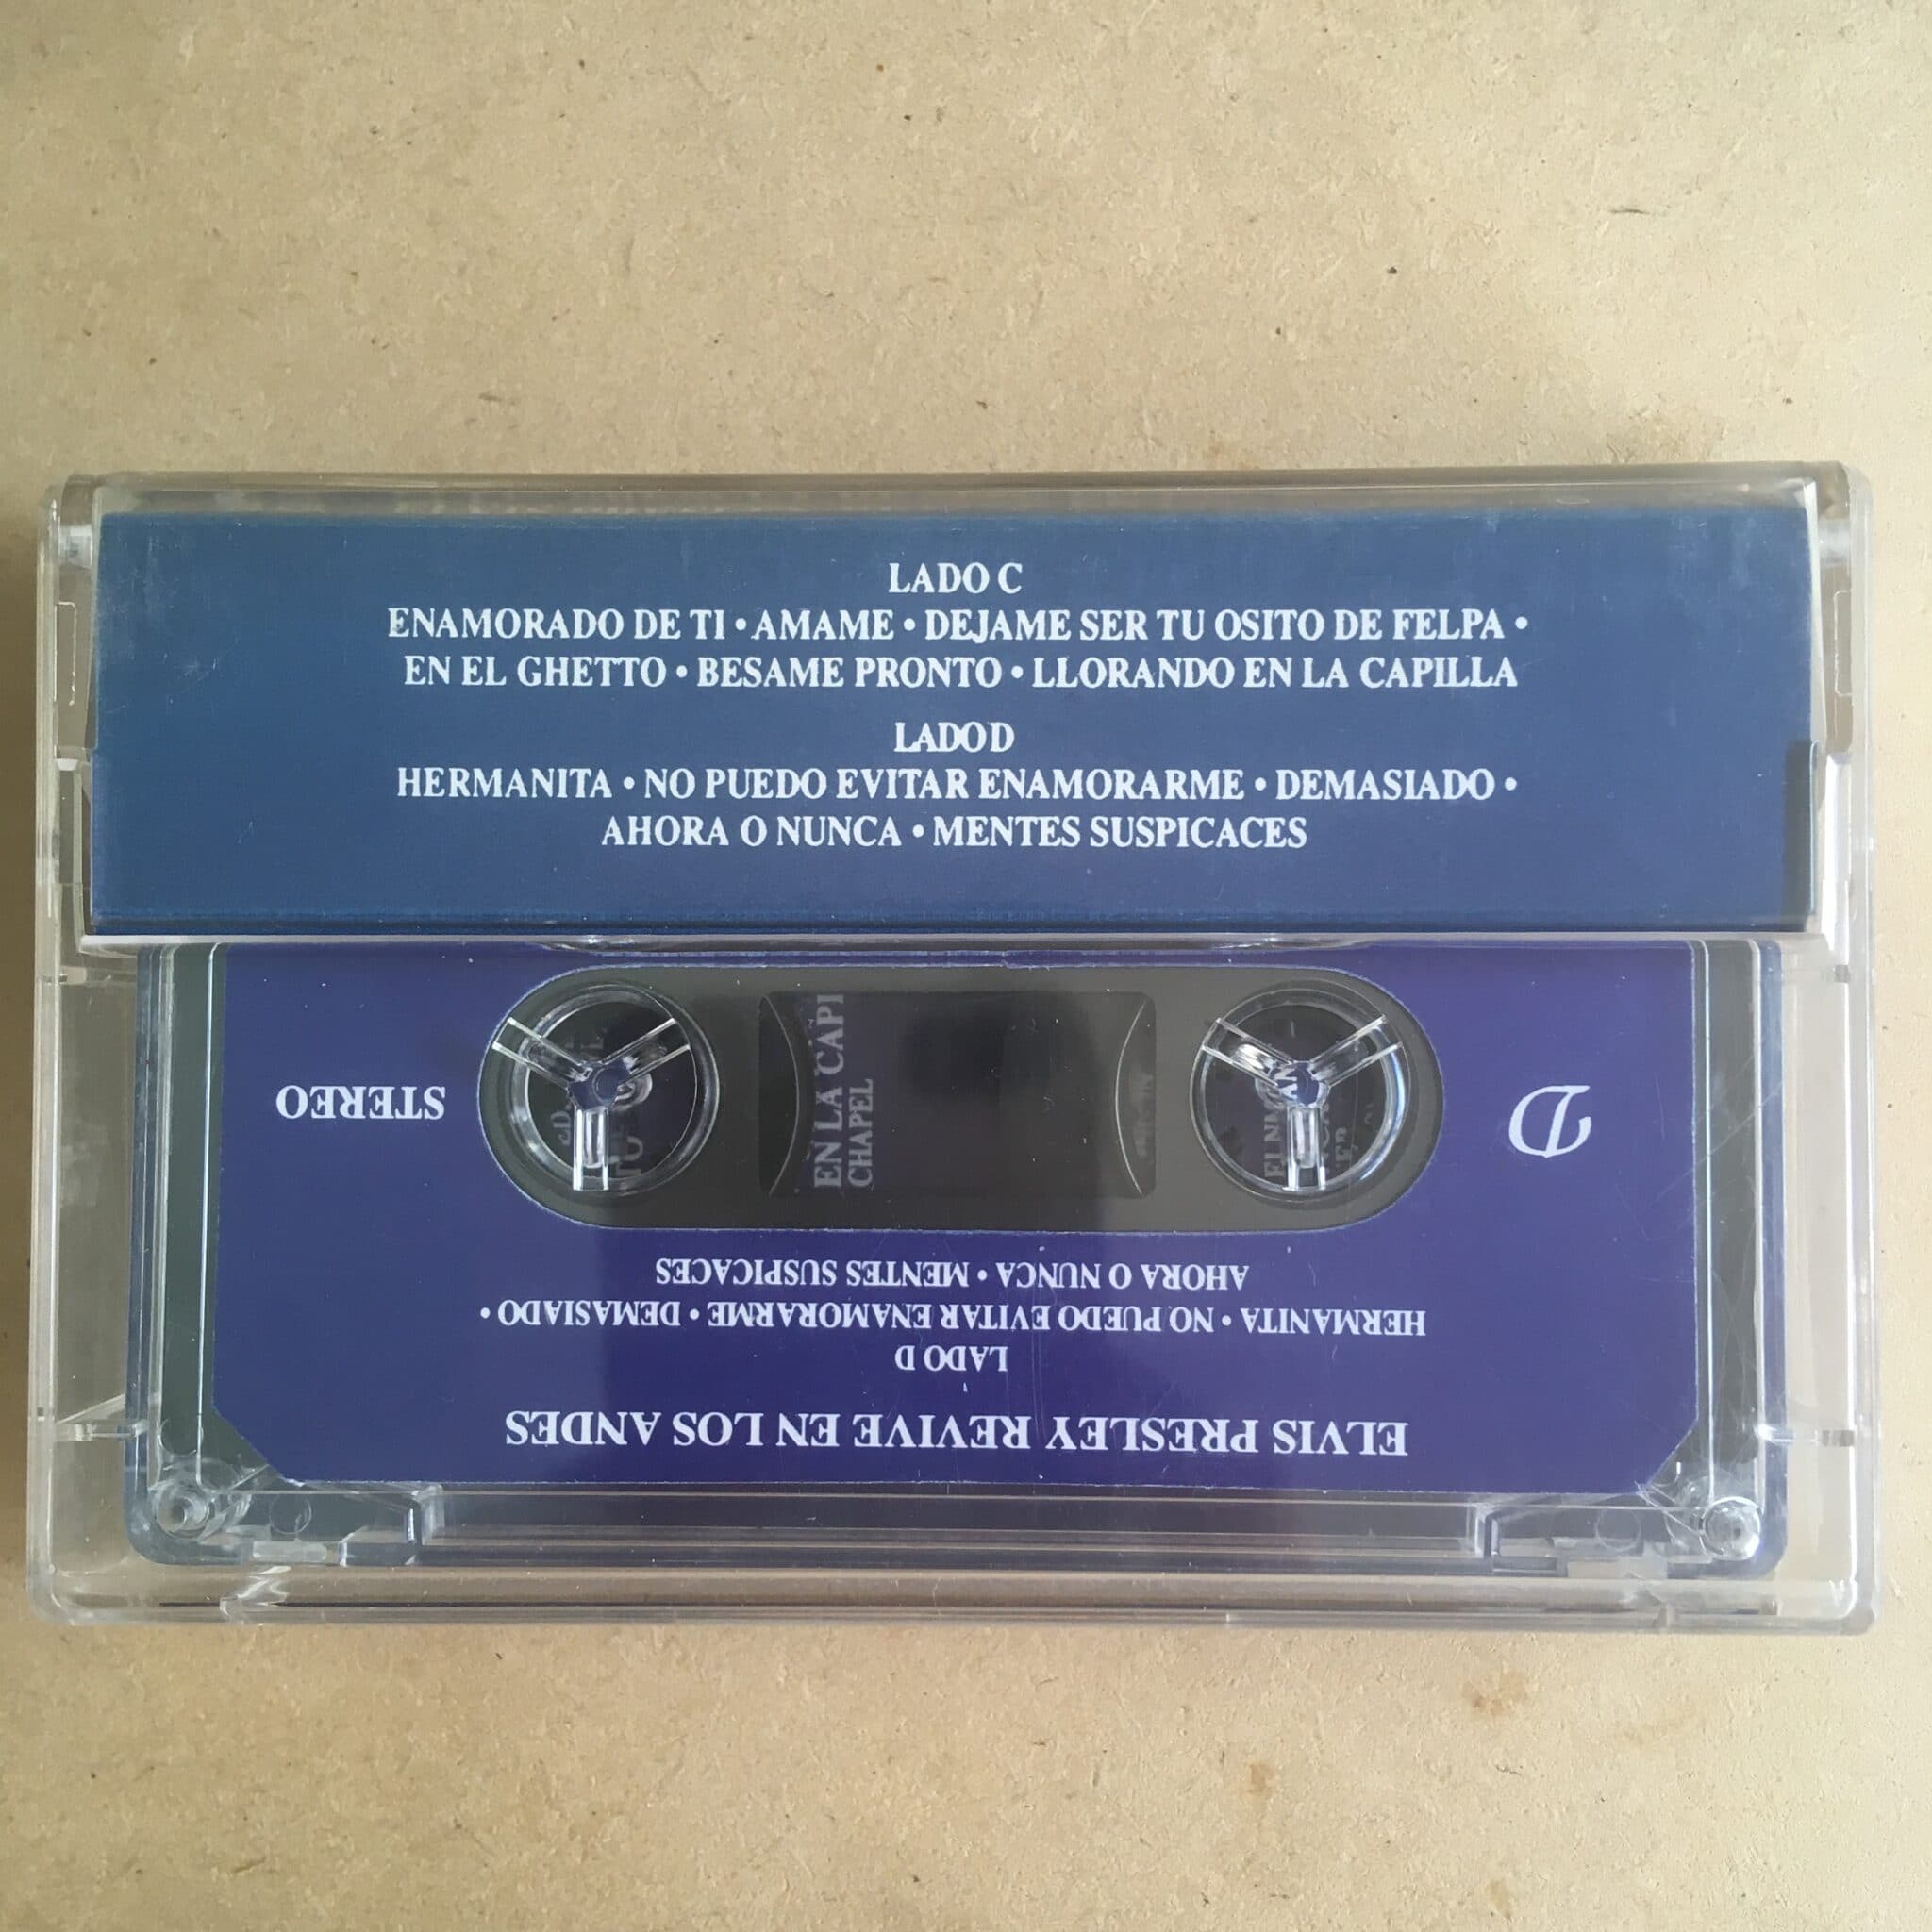 LADO C
ENAMORADO DE TI • AMAME • DEJAME SER TU OSITO DE FELPA •
EN EL GHETTO • BESAME PRONTO • LLORANDO EN LA CAPILLA
LADO D
HERMANITA • NO PUEDO EVITAR ENAMORARME • DEMASIADO •
AHORA O NUNCA • MENTES SUSPICACES
ELVIS PRESLEY REVIVE EN LOS ANDES
LADO D
HERMANITA • NO PUEDO EVITAR ENAMORARME • DEMASIADO •
AHORA O NUNCA • MENTES SUSPICACES
D
STEREO
EN LA CAPI
CHAPEL